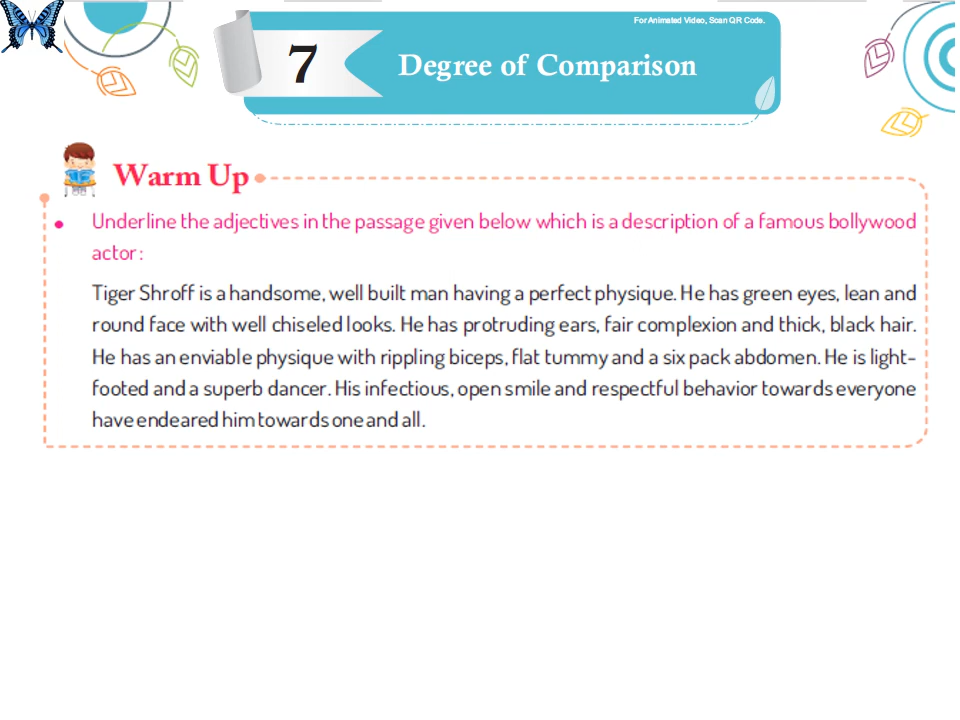 For Animated Video, Scan QR Code.
7
Degree of Comparison
Warm Up
• Underline the adjectives in the passage given below which is a description of a famous bollywood
actor:
Tiger Shroff is a handsome, well built man having a perfect physique. He has green eyes, lean and
round face with well chiseled looks. He has protruding ears, fair complexion and thick, black hair.
He has an enviable physique with rippling biceps, flat tummy and a six pack abdomen. He is light-
footed and a superb dancer. His infectious, open smile and respectful behavior towards everyone
have endeared him towards one and all.